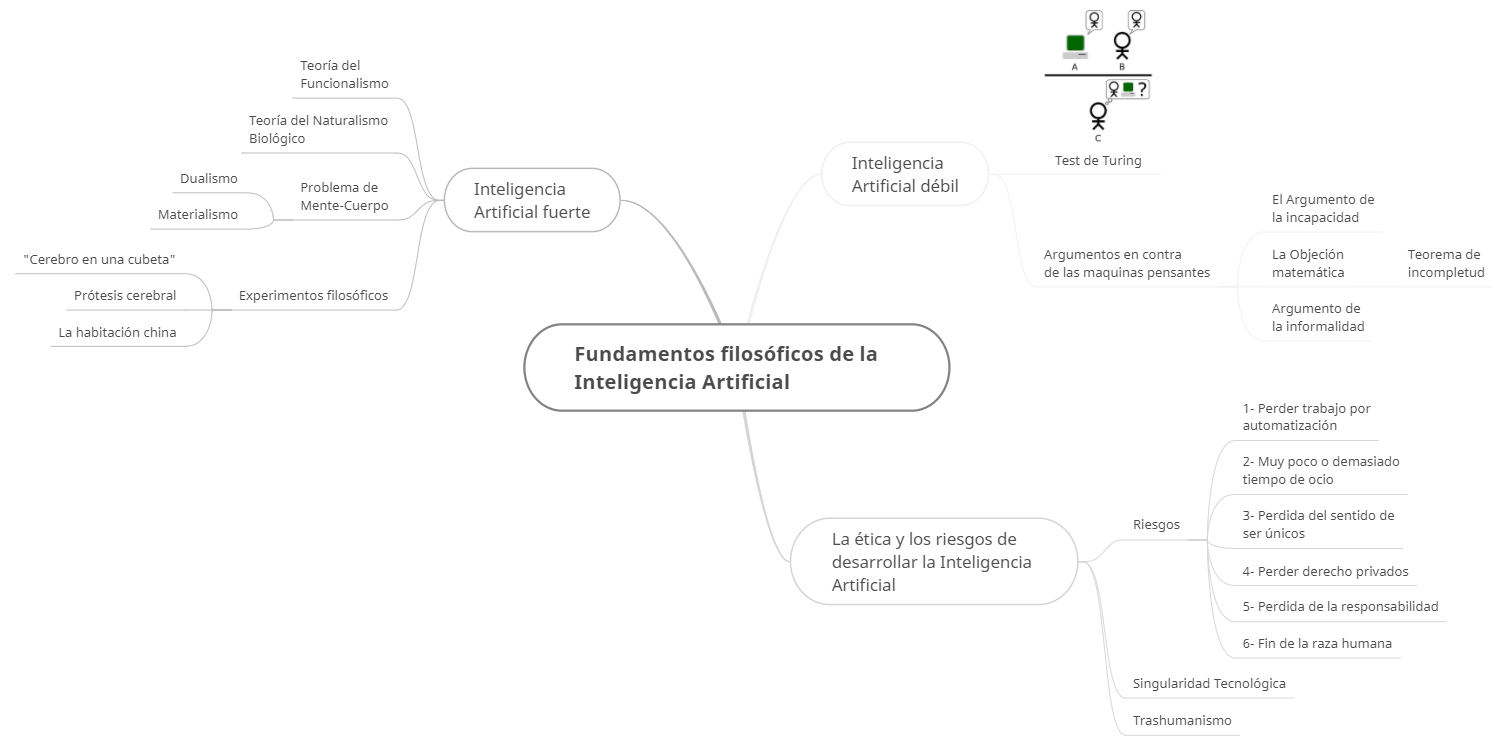 Fundamentos filosóficos de la
Inteligencia Artificial
Inteligencia
Artificial fuerte
Teoría del
Funcionalismo
Teoría del Naturalismo
Biológico
Problema de
Mente-Cuerpo
Dualismo
Materialismo
Experimentos filosóficos
"Cerebro en una cubeta"
Prótesis cerebral
La habitación china
Inteligencia
Artificial débil
A
B
?
C
Test de Turing
Argumentos en contra
de las maquinas pensantes
El Argumento de
la incapacidad
La Objeción
matemática
Teorema de
incompletud
Argumento de
la informalidad
La ética y los riesgos de
desarrollar la Inteligencia
Artificial
Riesgos
1- Perder trabajo por
automatización
2- Muy poco o demasiado
tiempo de ocio
3- Perdida del sentido de
ser únicos
4- Perder derecho privados
5- Perdida de la responsabilidad
6- Fin de la raza humana
Singularidad Tecnológica
Trashumanismo